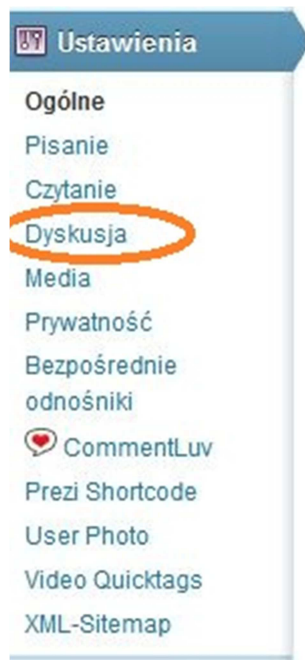 Ustawienia
Ogólne
Pisanie
Czytanie
Dyskusja
Media
Prywatność
Bezpośrednie
odnośniki
CommentLuv
Prezi Shortcode
User Photo
Video Quicktags
XML-Sitemap